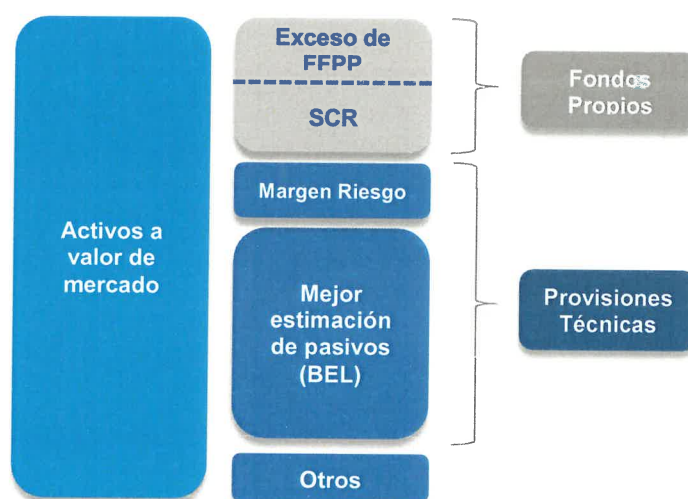 Activos a
valor de
mercado
Exceso de
FFPP
SCR
Margen Riesgo
Mejor
estimación
de pasivos
(BEL)
Otros
Fondos
Propios
Provisiones
Técnicas